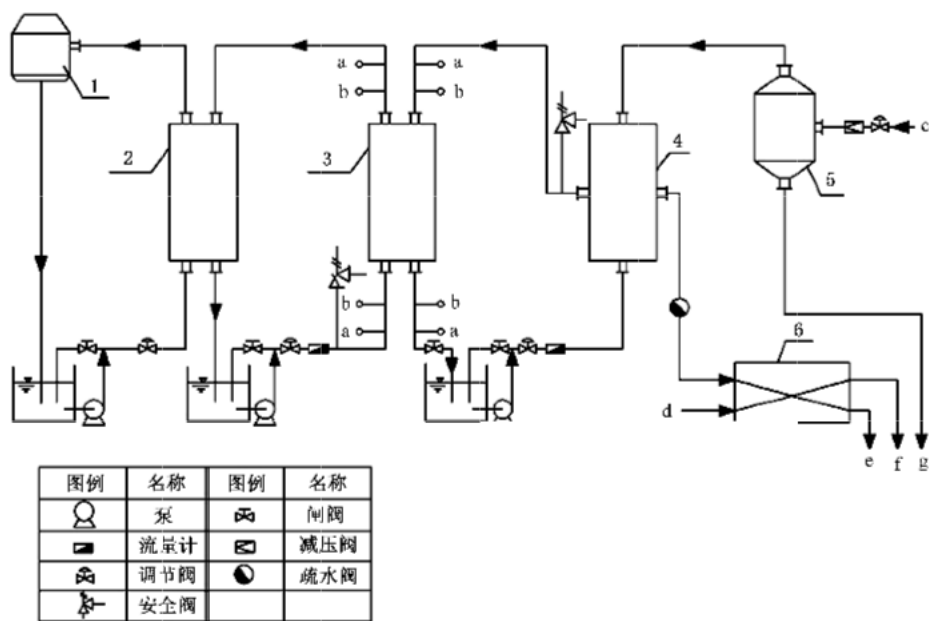 a a
b b
1
2
3
4
5
c
b b
a a
6
d
e f g
图例 名称 图例 名称
泵 闸阀
流量计 减压阀
调节阀 疏水阀
安全阀